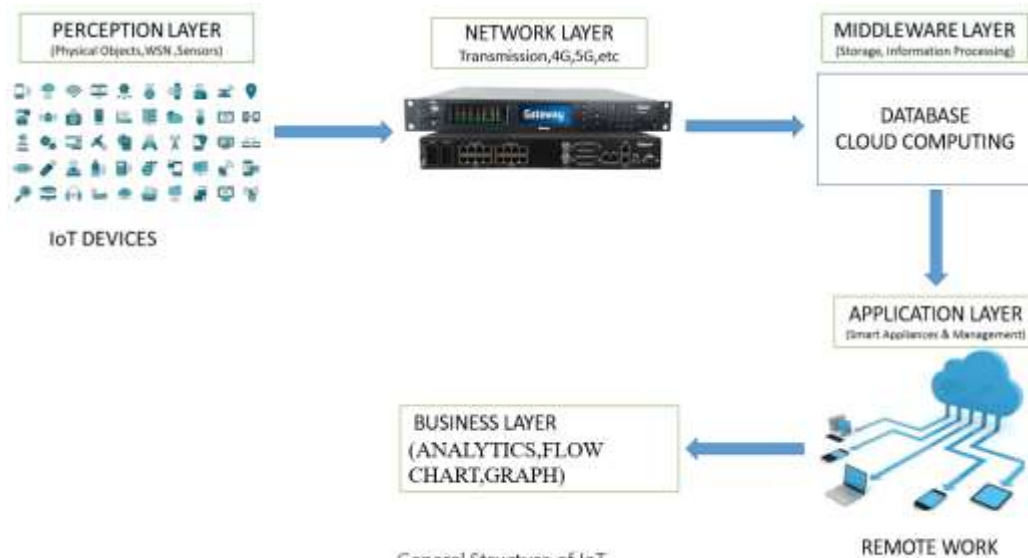 PERCEPTION LAYER
(Physical Objects,WSN ,Sensors)
IoT DEVICES
NETWORK LAYER
Transmission,4G,5G,etc
Gateway
MIDDLEWARE LAYER
(Storage, Information Processing)
DATABASE
CLOUD COMPUTING
APPLICATION LAYER
(Smart Appliances & Management)
REMOTE WORK
BUSINESS LAYER
(ANALYTICS,FLOW
CHART,GRAPH)
General Structure of IoT